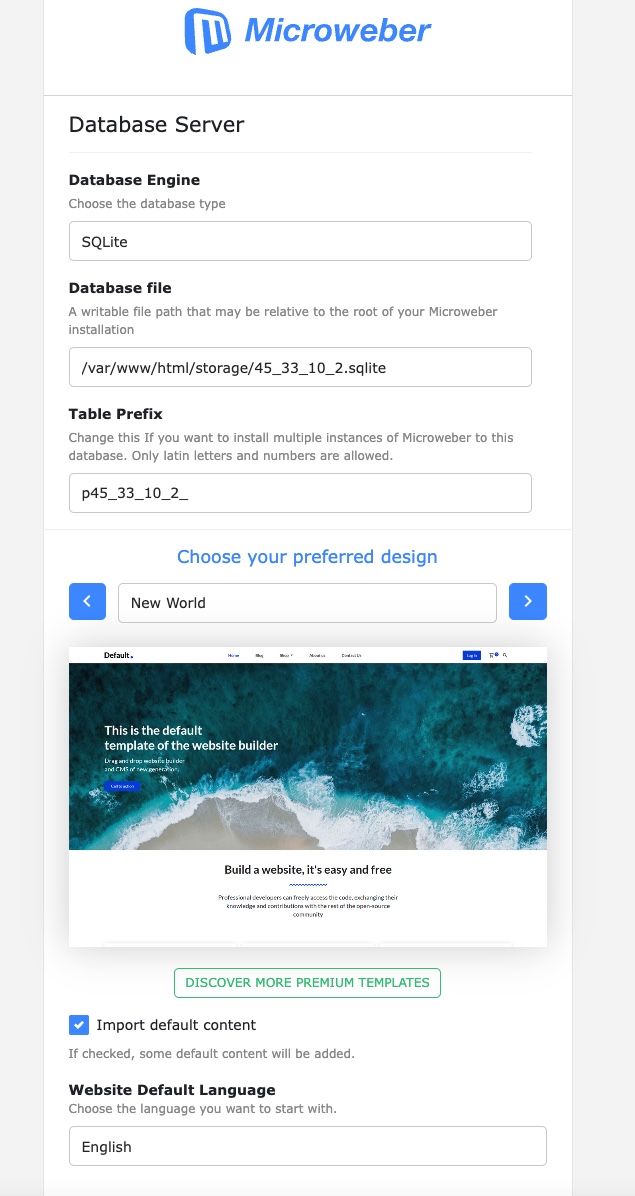 Microweber
Database Server
Database Engine
Choose the database type
SQLite
Database file
A writable file path that may be relative to the root of your Microweber
installation
/var/www/html/storage/45_33_10_2.sqlite
Table Prefix
Change this If you want to install multiple instances of Microweber to this
database. Only latin letters and numbers are allowed.
p45_33_10_2_
Choose your preferred design
New World
Default.
Home Blog Shop About us Contact Us Log in
This is the default
template of the website builder
Drag and drop website builder
and CMS of new generation.
Call to action
Build a website, it's easy and free
Professional developers can freely access the code, exchanging their
knowledge and contributions with the rest of the open-source
community
DISCOVER MORE PREMIUM TEMPLATES
Import default content
If checked, some default content will be added.
Website Default Language
Choose the language you want to start with.
English